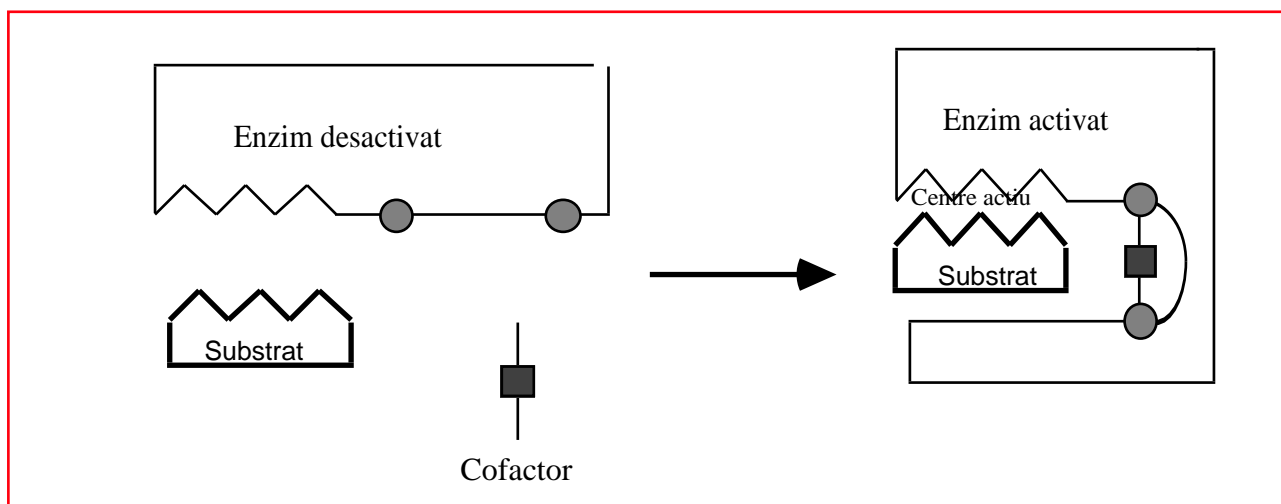 Enzim desactivat
Substrat
Cofactor
Enzim activat
Centre actiu
Substrat